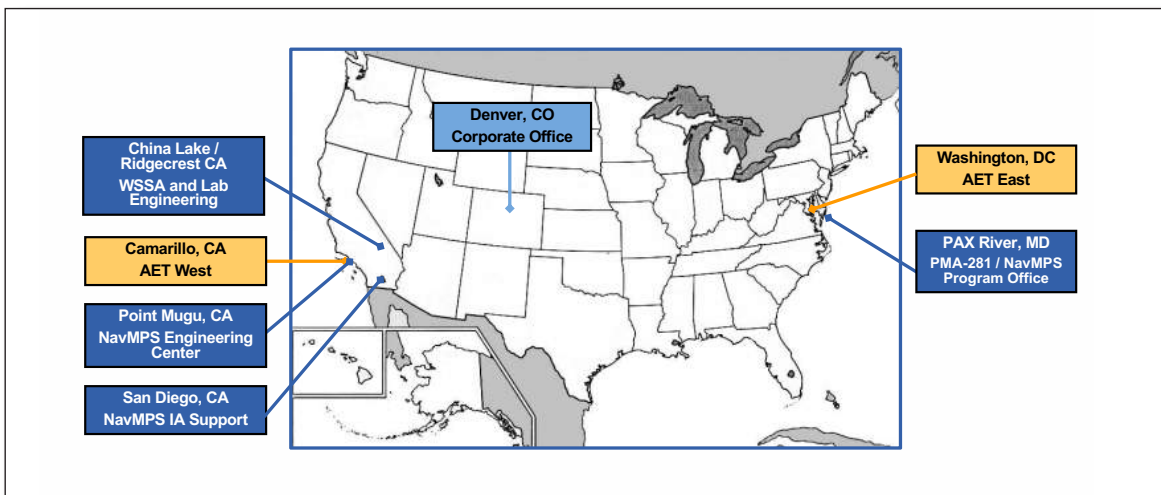 Denver, CO
Corporate Office
China Lake /
Ridgecrest CA
WSSA and Lab
Engineering
Camarillo, CA
AET West
Point Mugu, CA
NavMPS Engineering
Center
San Diego, CA
NavMPS IA Support
Washington, DC
AET East
PAX River, MD
PMA-281 / NavMPS
Program Office